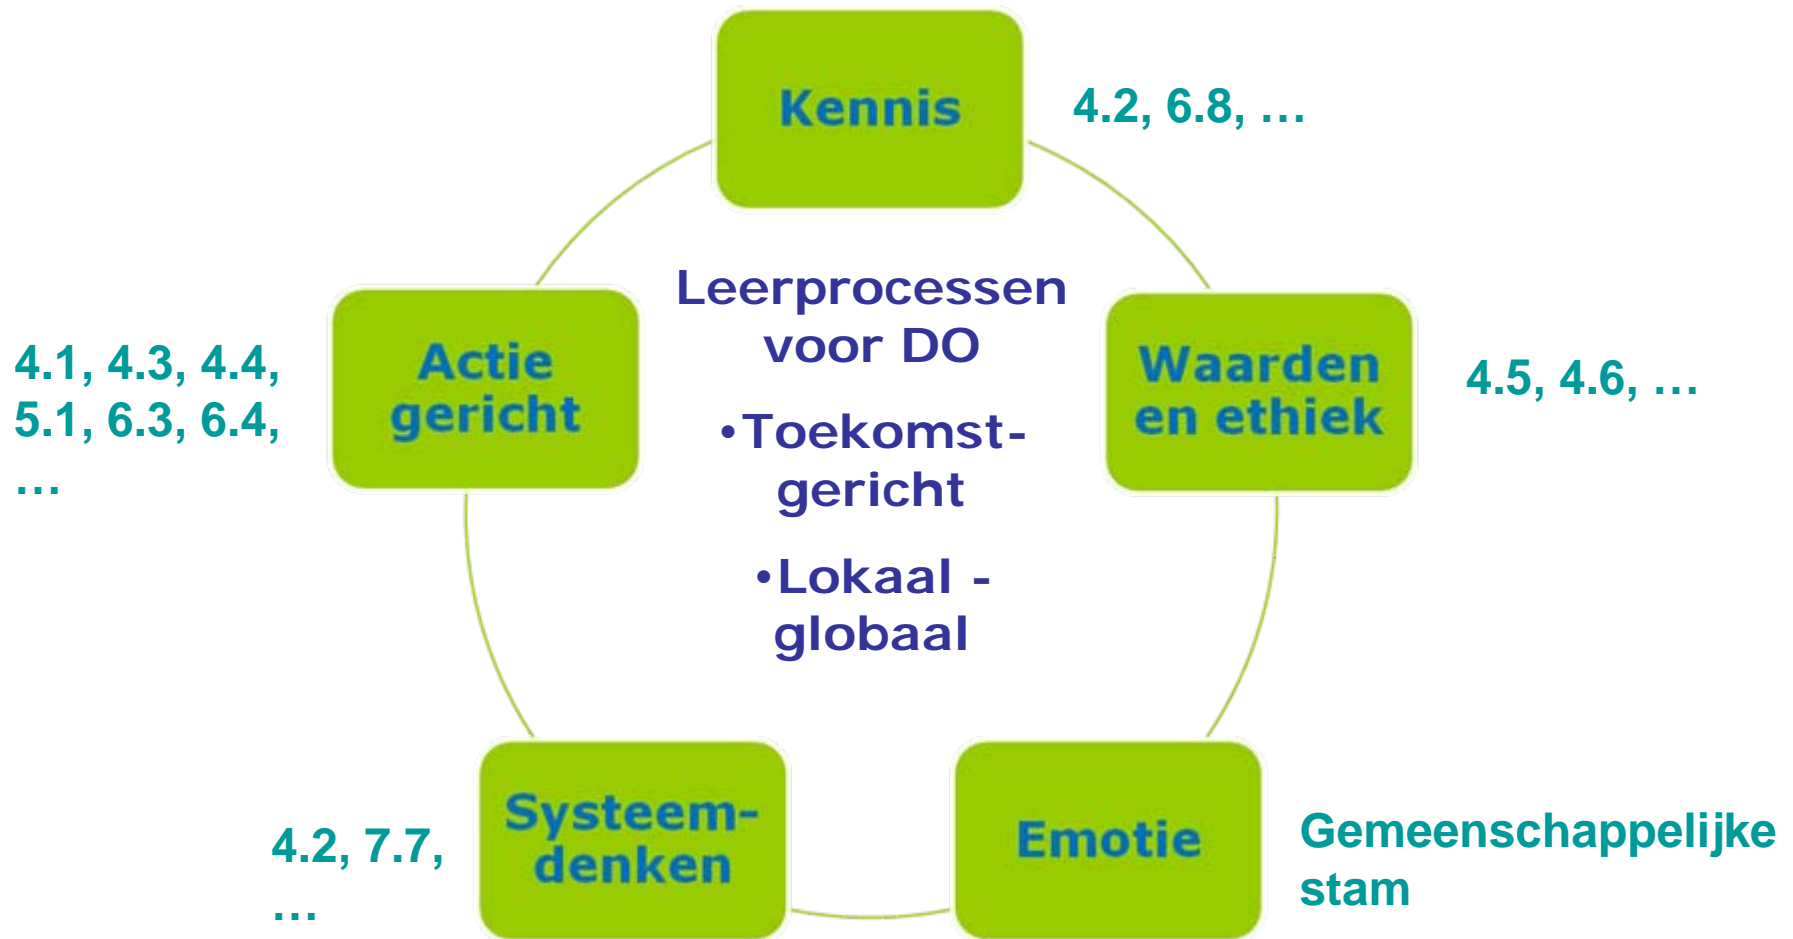 Kennis
4.2, 6.8, …
Leerprocessen
voor DO
•Toekomst-
gericht
•Lokaal -
globaal
Waarden
en ethiek
4.5, 4.6, …
Emotie
Gemeenschappelijke
stam
Systeem-
denken
4.2, 7.7,
…
Actie
gericht
4.1, 4.3, 4.4,
5.1, 6.3, 6.4,
…